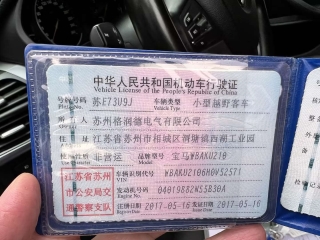 中华人民共和国机动车行驶证
Vehicle License of the People's Republic of China
号牌号码 苏E73U9J 车辆类型 小型越野客车
Plate No. Vehicle Type
所有人 苏州格润德电气有限公司
住址 江苏省苏州市相城区渭塘镇西湖工业园
使用性质 非营运 品牌型号 宝马WBAKU210
江苏省苏州
市公安局交
通警察支队
车辆识别代号
VIN
发动机号码
注册日期 2017-05-16 发证日期 2017-05-16